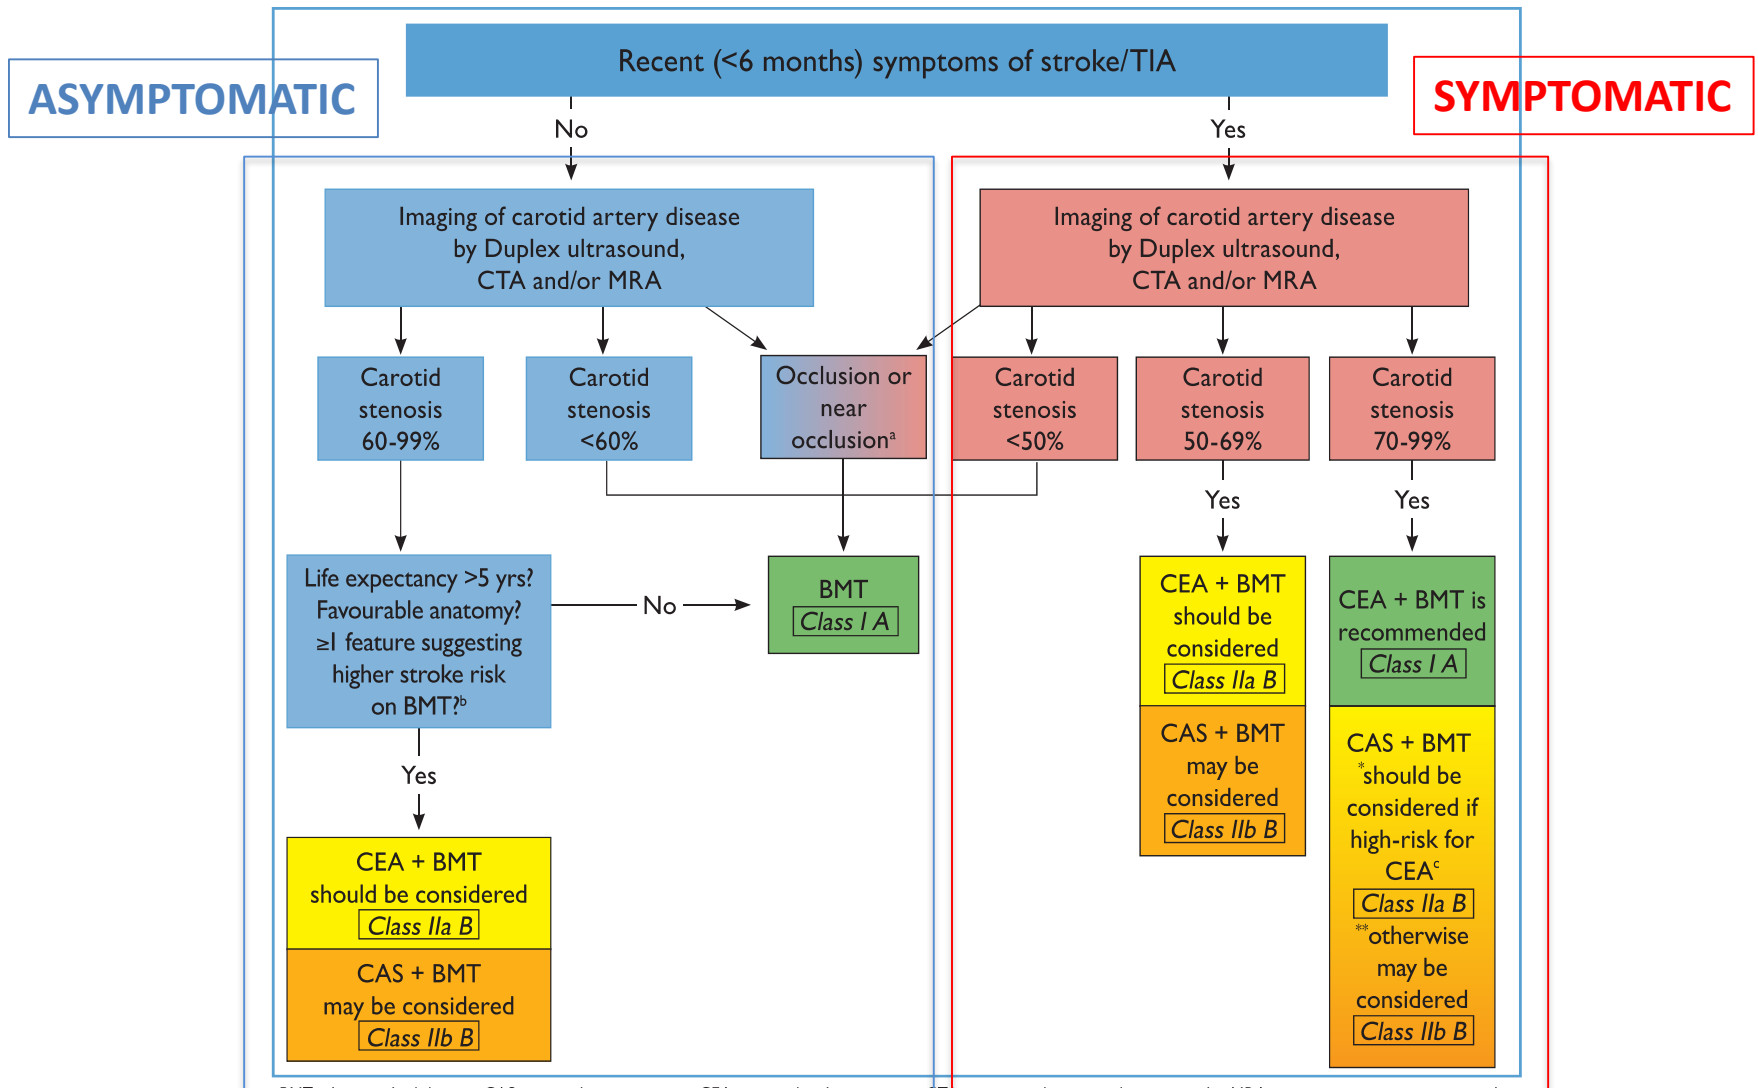 Recent (<6 months) symptoms of stroke/TIA
ASYMPTOMATIC
SYMPTOMATIC
No
Yes
Imaging of carotid artery disease
by Duplex ultrasound,
CTA and/or MRA
Imaging of carotid artery disease
by Duplex ultrasound,
CTA and/or MRA
Carotid
stenosis
60-99%
Carotid
stenosis
<60%
Occlusion or
near
occlusionᵃ
Carotid
stenosis
<50%
Carotid
stenosis
50-69%
Carotid
stenosis
70-99%
Yes
Yes
Life expectancy >5 yrs?
Favourable anatomy?
≥1 feature suggesting
higher stroke risk
on BMT?ᵇ
No
BMT
Class I A
CEA + BMT
should be
considered
Class IIa B
CEA + BMT is
recommended
Class I A
CAS + BMT
may be
considered
Class IIb B
CAS + BMT
*should be
considered if
high-risk for
CEAᶜ
Class IIa B
**otherwise
may be
considered
Class IIb B
Yes
CEA + BMT
should be considered
Class IIa B
CAS + BMT
may be considered
Class IIb B